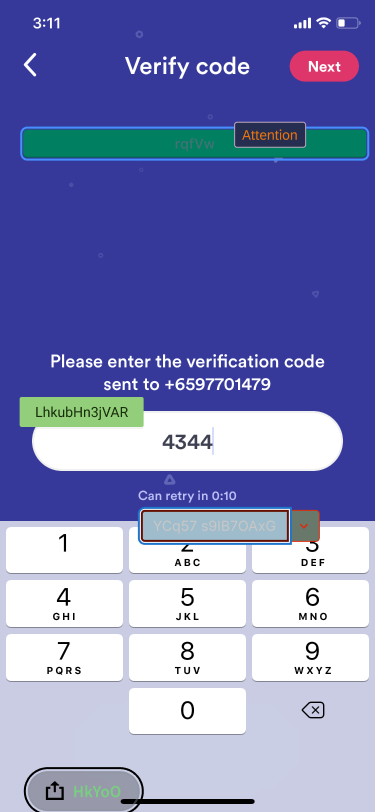 3:11
Verify code
Next
Attention
rqfVw
Please enter the verification code
sent to +6597701479
LhkubHn3jVAR
4344
Can retry in 0:10
YCq57 s9IB7OAxG
1
2
ABC
3
DEF
4
GHI
5
JKL
6
MNO
7
PQRS
8
TUV
9
WXYZ
0
HkYoO